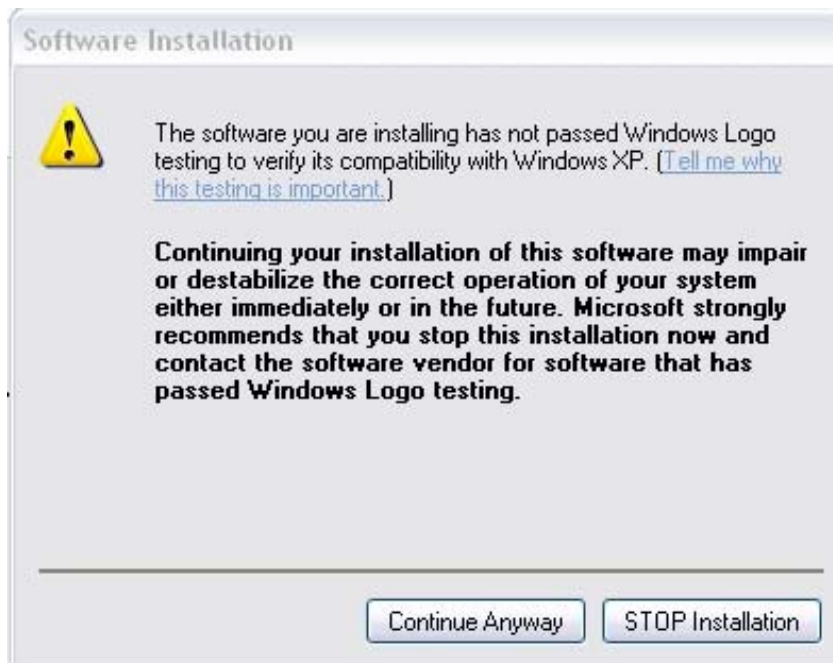 Software Installation
The software you are installing has not passed Windows Logo
testing to verify its compatibility with Windows XP. (Tell me why
this testing is important.)
Continuing your installation of this software may impair
or destabilize the correct operation of your system
either immediately or in the future. Microsoft strongly
recommends that you stop this installation now and
contact the software vendor for software that has
passed Windows Logo testing.
Continue Anyway
STOP Installation